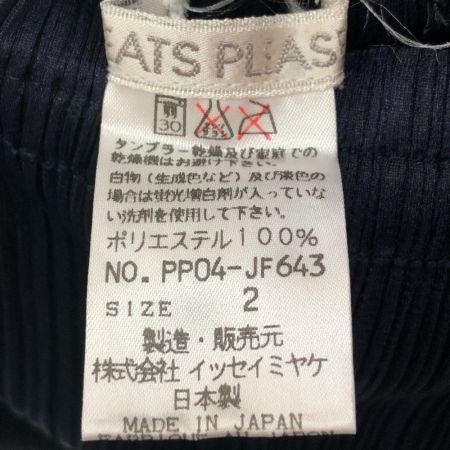 ATS PLEAS
30
タンブラー乾燥及び家庭での
乾燥機はお避け下さい。
白物(生成色など)及び淡色の
場合は蛍光増白剤が入っていな
い洗剤を使用して下さい。
ポリエステル100%
NO. PP04-JF643
SIZE 2
製造・販売元
株式会社 イッセイミヤケ
日本製
MADE IN JAPAN
FABRIQUE AU JAPON